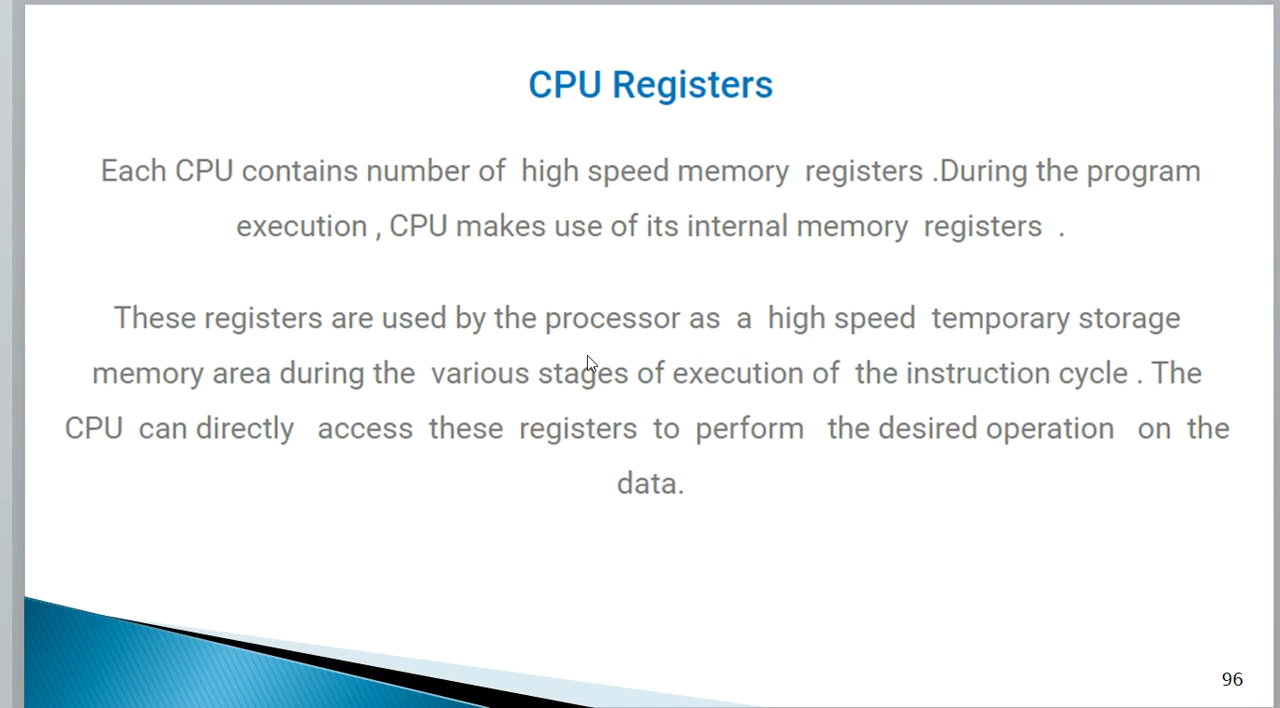 CPU Registers
Each CPU contains number of high speed memory registers .During the program
execution , CPU makes use of its internal memory registers .
These registers are used by the processor as a high speed temporary storage
memory area during the various stages of execution of the instruction cycle . The
CPU can directly access these registers to perform the desired operation on the
data.
96